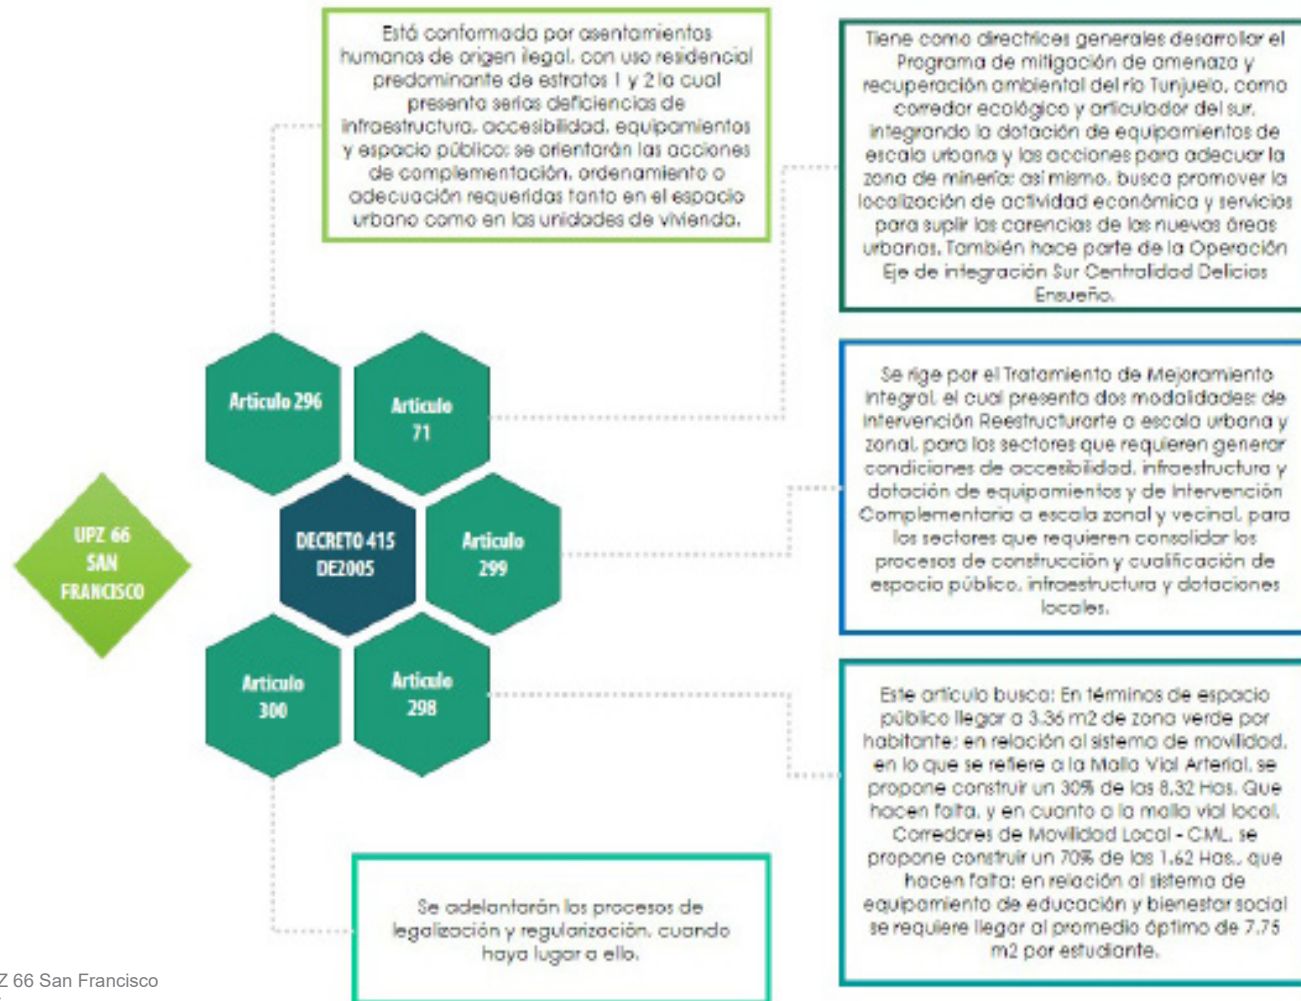 Está conformada por asentamientos
humanos de origen ilegal, con uso residencial
predominante de estratos 1 y 2 la cual
presenta serias deficiencias de
infraestructura, accesibilidad, equipamientos
y espacio público; se orientarán las acciones
de complementación, ordenamiento o
adecuación requeridas tanto en el espacio
urbano como en las unidades de vivienda.
Tiene como directrices generales desarrollar el
Programa de mitigación de amenaza y
recuperación ambiental del río Tunjuelo, como
corredor ecológico y articulador del sur,
integrando la dotación de equipamientos de
escala urbana y las acciones para adecuar la
zona de minería; así mismo, busca promover la
localización de actividad económica y servicios
para suplir las carencias de las nuevas áreas
urbanas. También hace parte de la Operación
Eje de integración Sur Centralidad Delicias
Ensueño.
Artículo 296
Artículo
71
Se rige por el Tratamiento de Mejoramiento
Integral, el cual presenta dos modalidades: de
Intervención Reestructurarte a escala urbana y
zonal, para los sectores que requieren generar
condiciones de accesibilidad, infraestructura y
dotación de equipamientos y de Intervención
Complementaria a escala zonal y vecinal, para
los sectores que requieren consolidar los
procesos de construcción y cualificación de
espacio público, infraestructura y dotaciones
locales.
UPZ 66
SAN
FRANCISCO
DECRETO 415
DE2005
Artículo
299
Artículo
300
Artículo
298
Este artículo busca: En términos de espacio
público llegar a 3.36 m2 de zona verde por
habitante; en relación al sistema de movilidad,
en lo que se refiere a la Malla Vial Arterial, se
propone construir un 30% de las 8.32 Has. Que
hacen falta, y en cuanto a la malla vial local,
Corredores de Movilidad Local - CML, se
propone construir un 70% de las 1.62 Has., que
hacen falta; en relación al sistema de
equipamiento de educación y bienestar social
se requiere llegar al promedio óptimo de 7.75
m2 por estudiante.
Se adelantarán los procesos de
legalización y regularización, cuando
haya lugar a ello.
Z 66 San Francisco